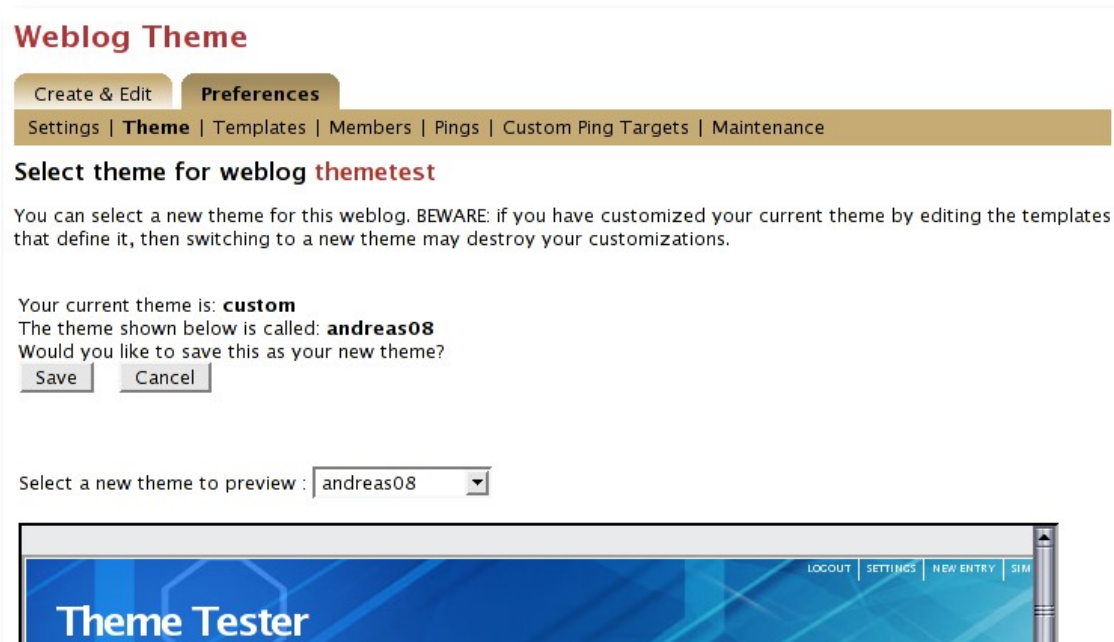 Weblog Theme
Create & Edit Preferences
Settings | Theme | Templates | Members | Pings | Custom Ping Targets | Maintenance
Select theme for weblog themetest
You can select a new theme for this weblog. BEWARE: if you have customized your current theme by editing the templates
that define it, then switching to a new theme may destroy your customizations.
Your current theme is: custom
The theme shown below is called: andreas08
Would you like to save this as your new theme?
Save Cancel
Select a new theme to preview : andreas08
LOGOUT | SETTINGS | NEW ENTRY | SIM
Theme Tester